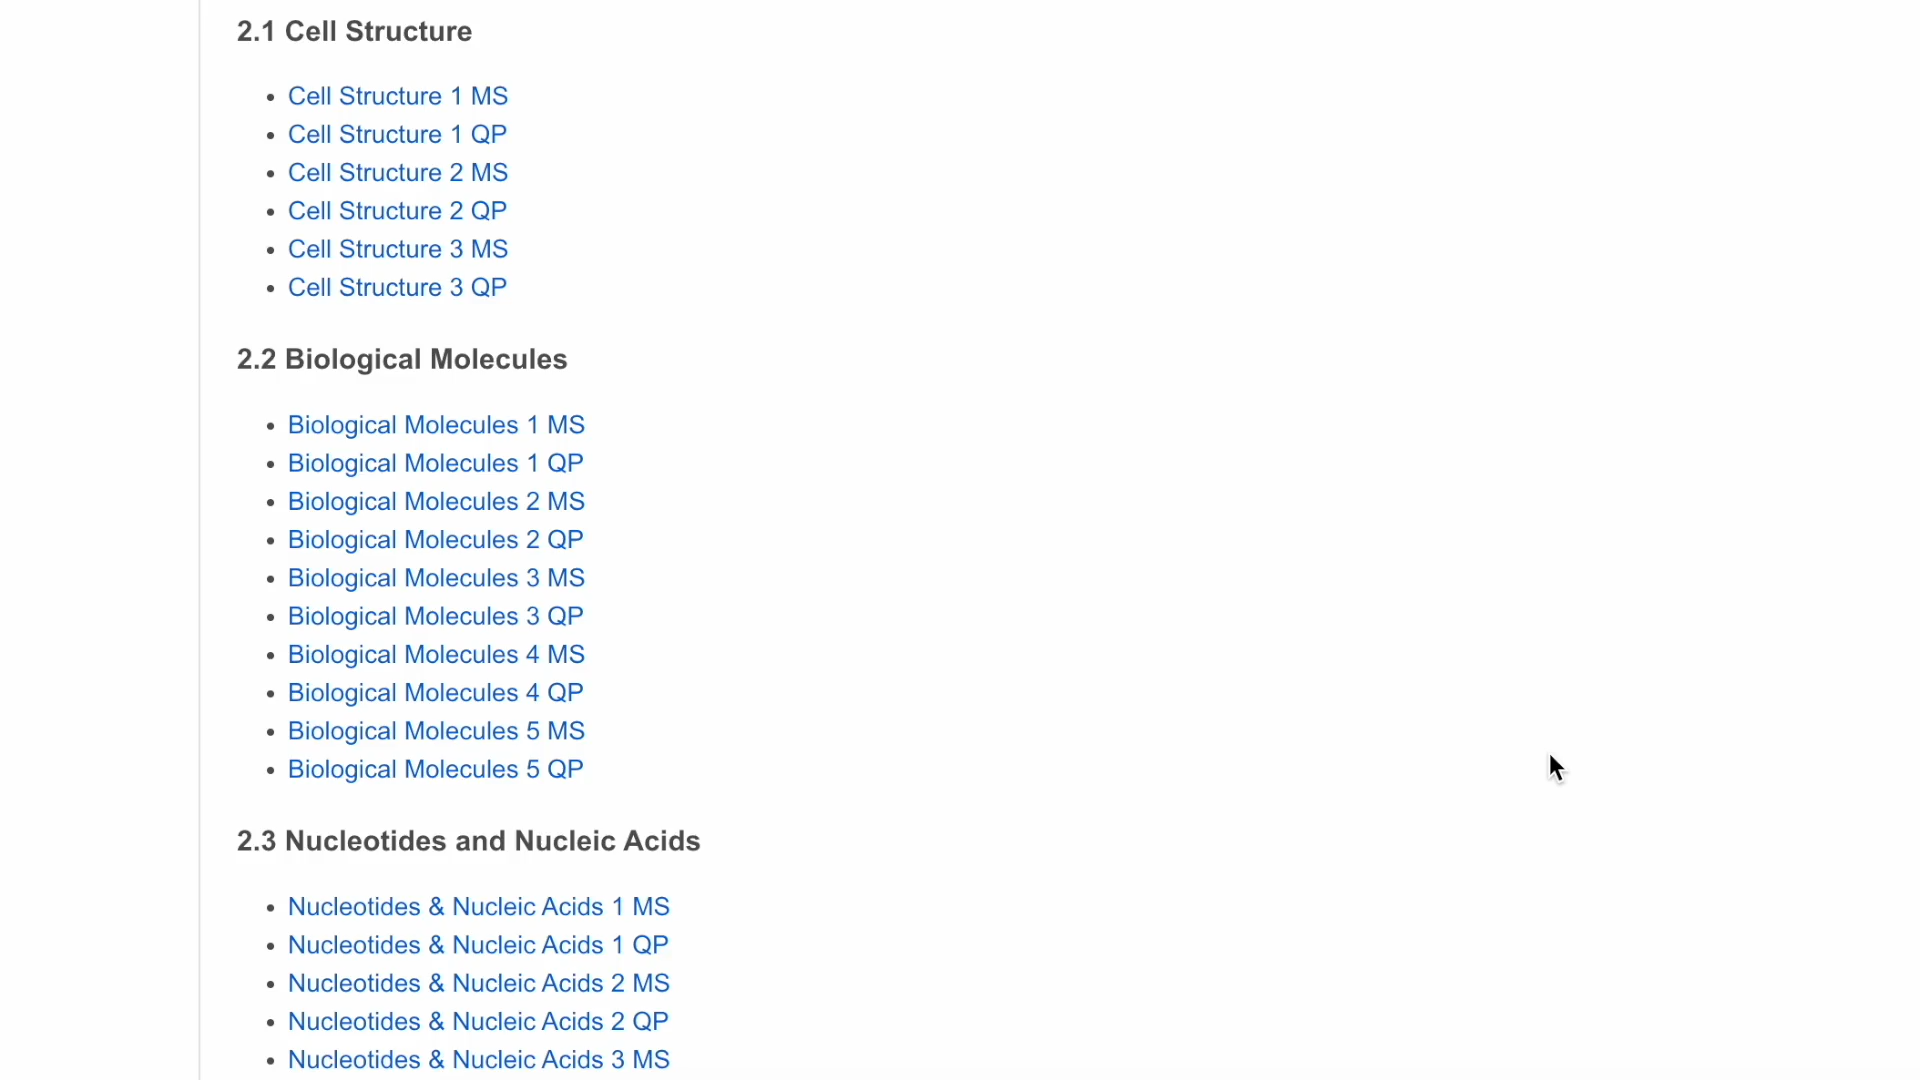 2.1 Cell Structure
Cell Structure 1 MS
Cell Structure 1 QP
Cell Structure 2 MS
Cell Structure 2 QP
Cell Structure 3 MS
Cell Structure 3 QP
2.2 Biological Molecules
Biological Molecules 1 MS
Biological Molecules 1 QP
Biological Molecules 2 MS
Biological Molecules 2 QP
Biological Molecules 3 MS
Biological Molecules 3 QP
Biological Molecules 4 MS
Biological Molecules 4 QP
Biological Molecules 5 MS
Biological Molecules 5 QP
2.3 Nucleotides and Nucleic Acids
Nucleotides & Nucleic Acids 1 MS
Nucleotides & Nucleic Acids 1 QP
Nucleotides & Nucleic Acids 2 MS
Nucleotides & Nucleic Acids 2 QP
Nucleotides & Nucleic Acids 3 MS